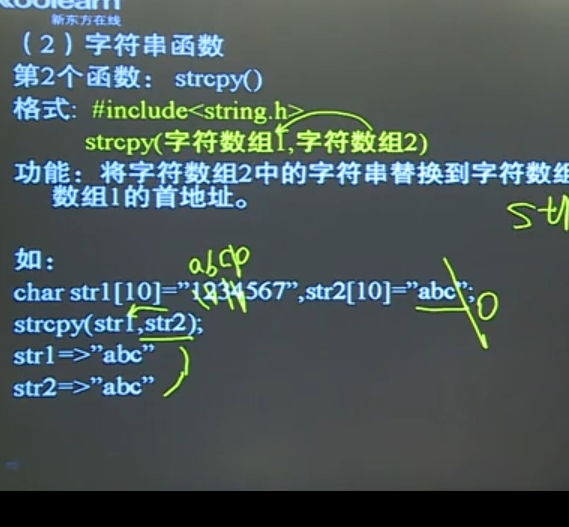 koolearn
新东方在线
（2）字符串函数
第2个函数： strcpy()
格式: #include<string.h>
strcpy(字符数组1,字符数组2)
功能：将字符数组2中的字符串替换到字符数组
数组1的首地址。
如：
abc\0
char str1[10]=”1234567”,str2[10]=”abc”;
strcpy(str1,str2);
str1=>”abc”
str2=>”abc”